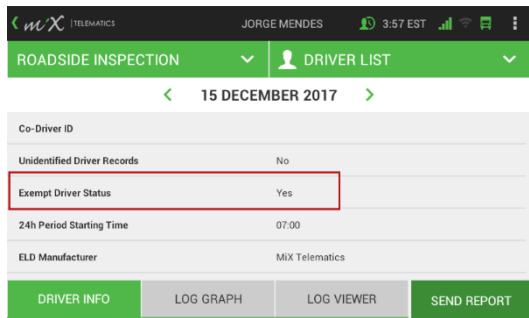 MiX TELEMATICS JORGE MENDES 3:57 EST
ROADSIDE INSPECTION DRIVER LIST
15 DECEMBER 2017
Co-Driver ID
Unidentified Driver Records No
Exempt Driver Status Yes
24h Period Starting Time 07:00
ELD Manufacturer MiX Telematics
DRIVER INFO LOG GRAPH LOG VIEWER SEND REPORT